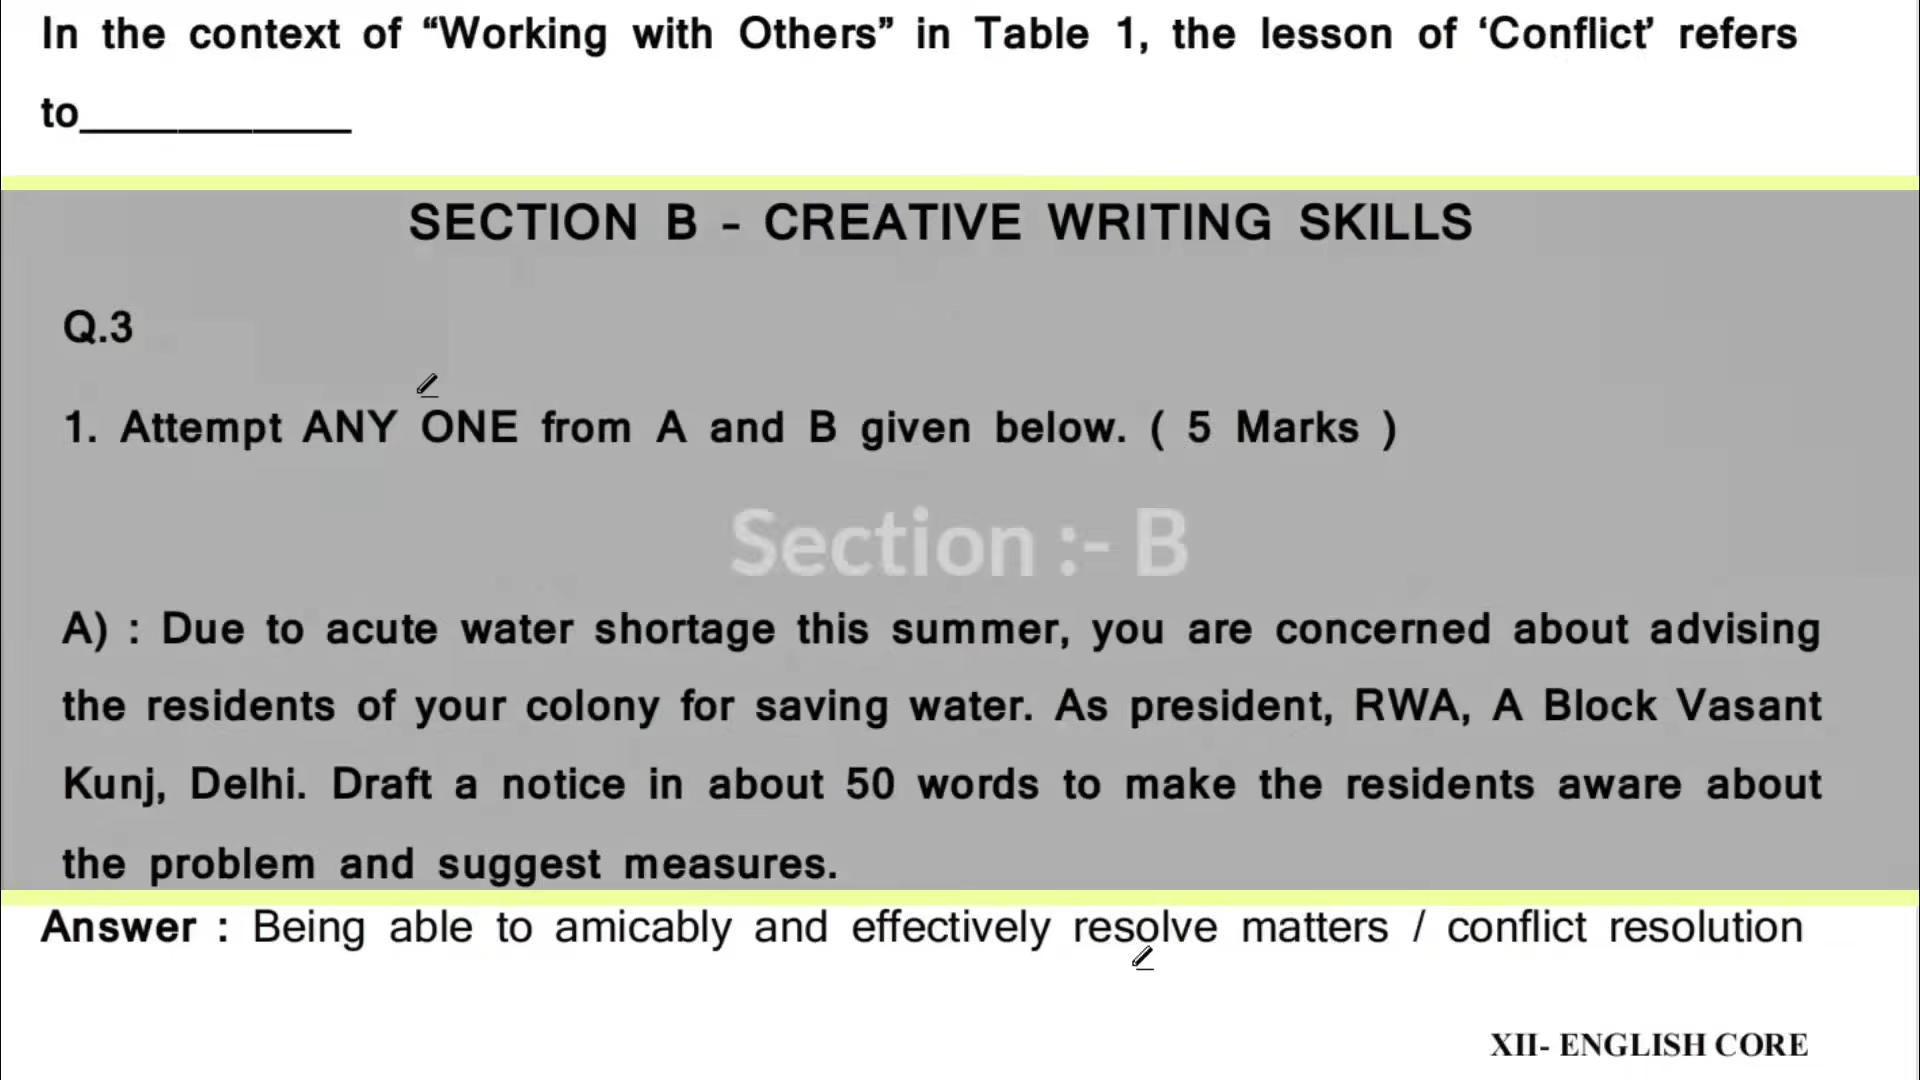 In the context of “Working with Others” in Table 1, the lesson of ‘Conflict’ refers
to____________
SECTION B - CREATIVE WRITING SKILLS
Q.3
1. Attempt ANY ONE from A and B given below. ( 5 Marks )
Section :- B
A) : Due to acute water shortage this summer, you are concerned about advising
the residents of your colony for saving water. As president, RWA, A Block Vasant
Kunj, Delhi. Draft a notice in about 50 words to make the residents aware about
the problem and suggest measures.
Answer : Being able to amicably and effectively resolve matters / conflict resolution
XII- ENGLISH CORE